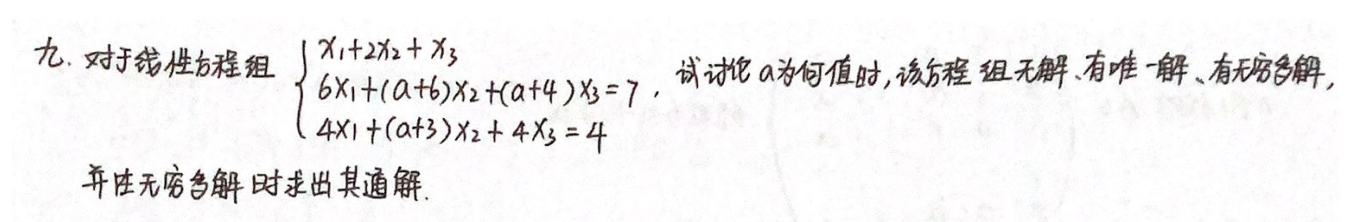 九. 对于线性方程组 { x₁+2x₂+x₃
6x₁+(a+6)x₂+(a+4)x₃=7 , 试讨论a为何值时,该方程组无解、有唯一解、有无穷多解,
4x₁+(a+3)x₂+4x₃=4
并在无穷多解时求出其通解.